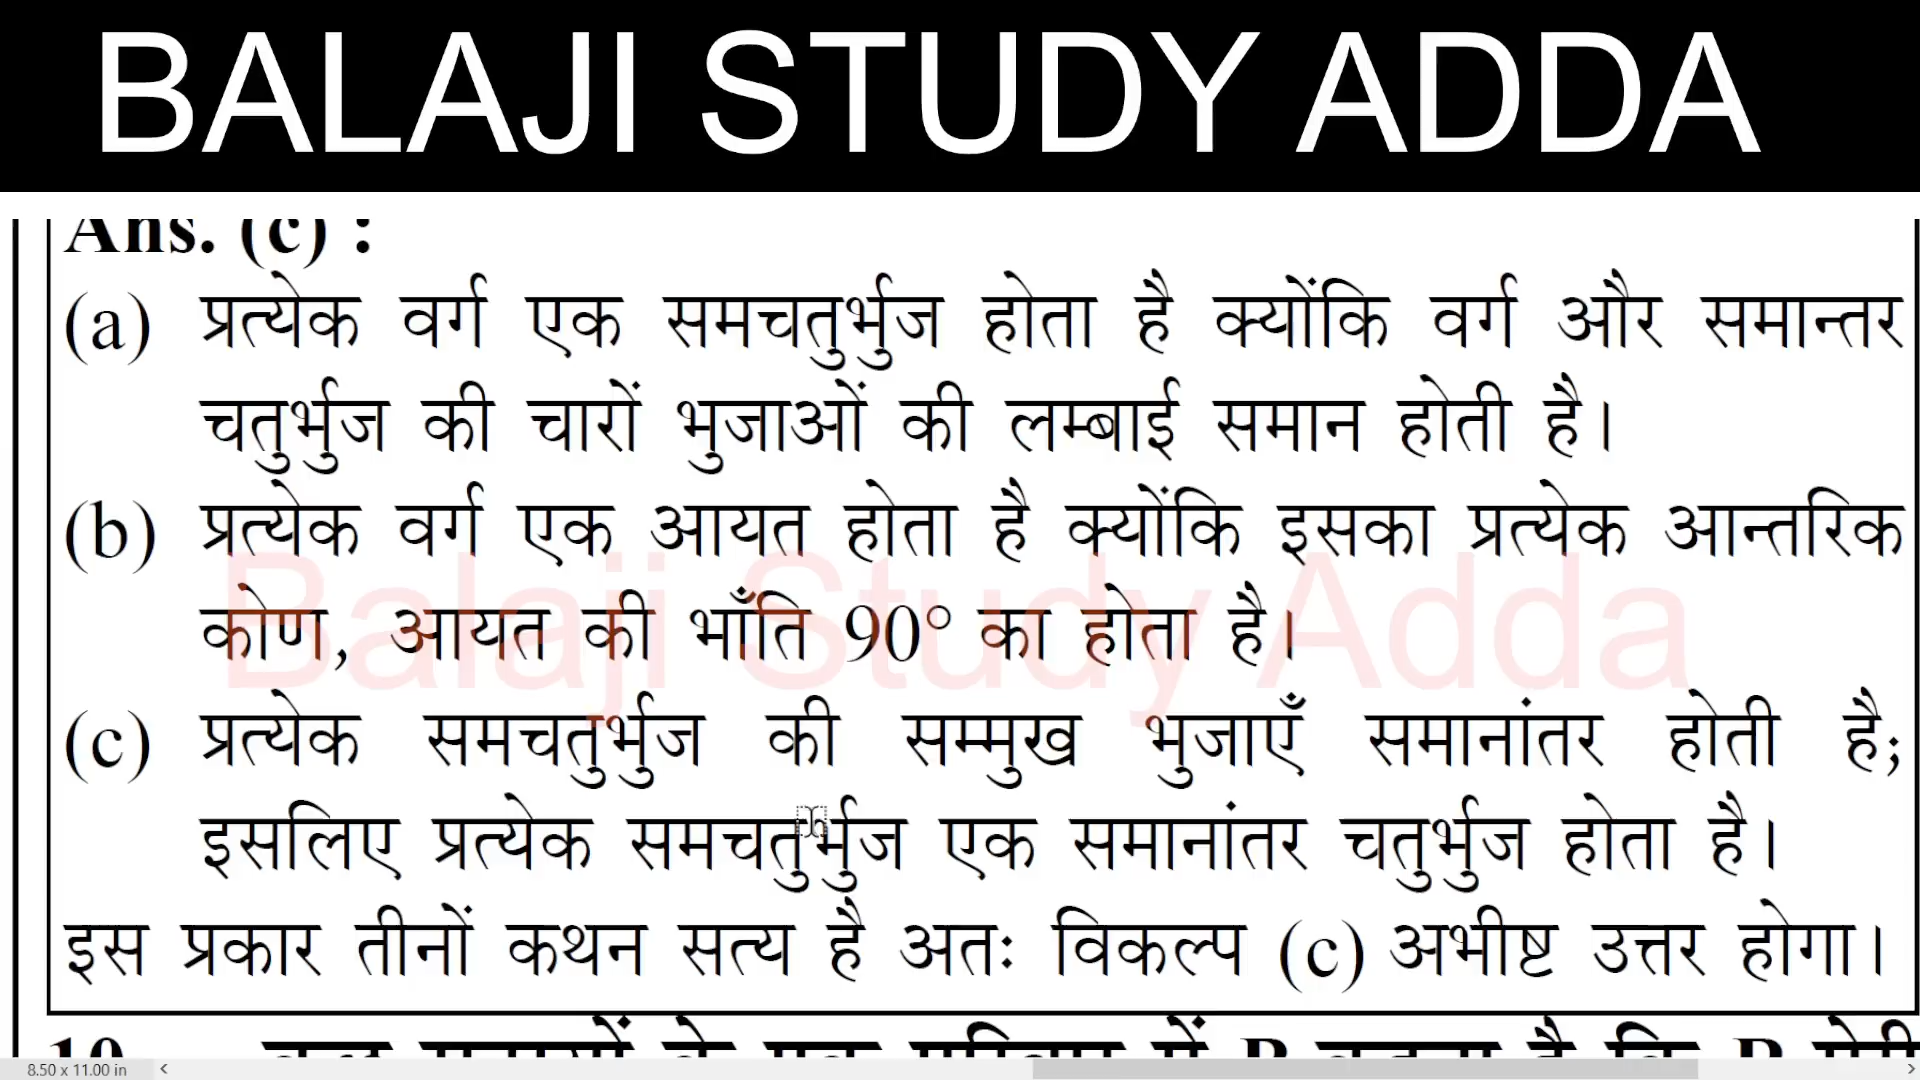 BALAJI STUDY ADDA
Ans. (c) :
(a) प्रत्येक वर्ग एक समचतुर्भुज होता है क्योंकि वर्ग और समान्तर
चतुर्भुज की चारों भुजाओं की लम्बाई समान होती है।
(b) प्रत्येक वर्ग एक आयत होता है क्योंकि इसका प्रत्येक आन्तरिक
कोण, आयत की भाँति 90° का होता है।
Balaji Study Adda
(c) प्रत्येक समचतुर्भुज की सम्मुख भुजाएँ समानांतर होती है;
इसलिए प्रत्येक समचतुर्भुज एक समानांतर चतुर्भुज होता है।
इस प्रकार तीनों कथन सत्य है अतः विकल्प (c) अभीष्ट उत्तर होगा।
8.50 x 11.00 in